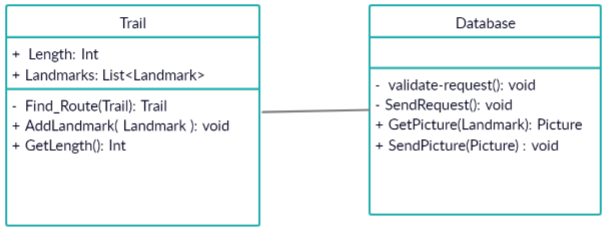 Trail
+ Length: Int
+ Landmarks: List<Landmark>
- Find_Route(Trail): Trail
+ AddLandmark( Landmark ): void
+ GetLength(): Int
Database
- validate-request(): void
- SendRequest(): void
+ GetPicture(Landmark): Picture
+ SendPicture(Picture) : void